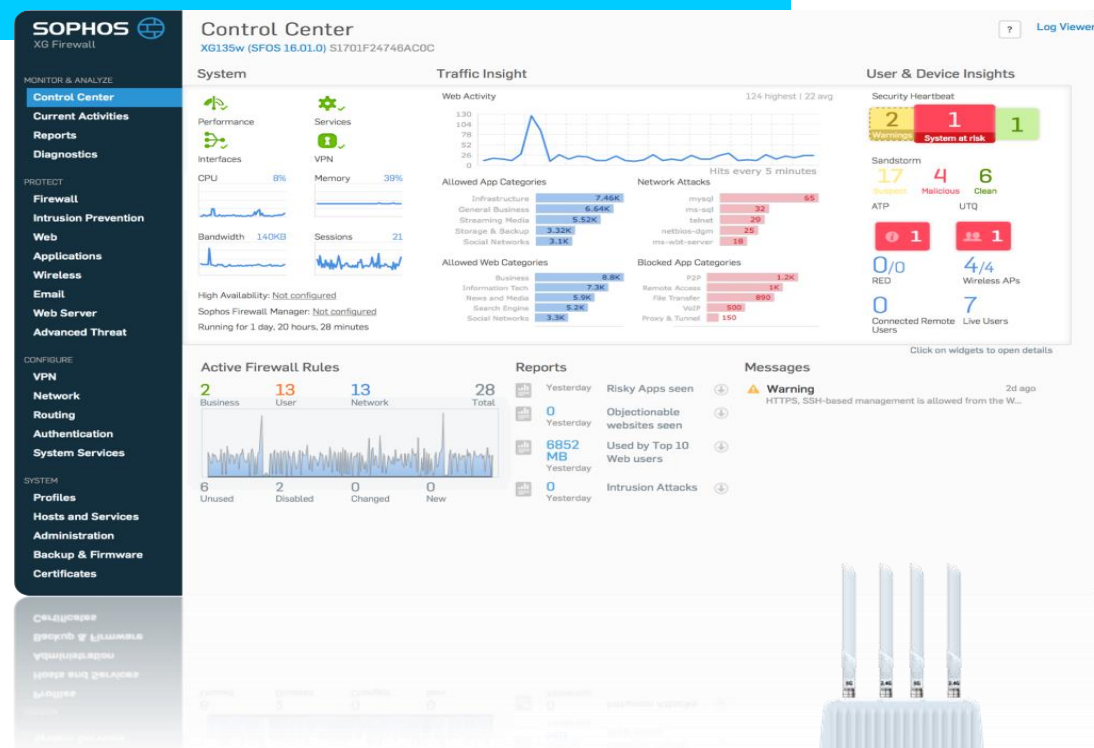 SOPHOS
XG Firewall
MONITOR & ANALYZE
Control Center
Current Activities
Reports
Diagnostics
PROTECT
Firewall
Intrusion Prevention
Web
Applications
Wireless
Email
Web Server
Advanced Threat
CONFIGURE
VPN
Network
Routing
Authentication
System Services
SYSTEM
Profiles
Hosts and Services
Administration
Backup & Firmware
Certificates
Control Center
XG135w (SFOS 16.01.0) S1701F24746AC0C
? Log Viewer
System
Performance Services
Interfaces VPN
CPU 8% Memory 39%
Bandwidth 140KB Sessions 21
High Availability: Not configured
Sophos Firewall Manager: Not configured
Running for 1 day, 20 hours, 28 minutes
Traffic Insight
Web Activity 124 highest | 22 avg
130
104
78
52
26
0
Hits every 5 minutes
Allowed App Categories
Infrastructure 7.46K
General Business 6.64K
Streaming Media 5.52K
Storage & Backup 3.32K
Social Networks 3.1K
Network Attacks
mysql 65
ms-sql 32
telnet 29
netbios-dgm 25
ms-wbt-server 18
Allowed Web Categories
Business 8.8K
Information Tech 7.3K
News and Media 5.9K
Search Engine 5.2K
Social Networks 3.3K
Blocked App Categories
P2P 1.2K
Remote Access 1K
File Transfer 890
VoIP 500
Proxy & Tunnel 150
User & Device Insights
Security Heartbeat
2 1 1
Warnings System at risk
Sandstorm
17 4 6
Suspect Malicious Clean
ATP UTQ
1 1
0/0 4/4
RED Wireless APs
0 7
Connected Remote Users Live Users
Click on widgets to open details
Active Firewall Rules
2 13 13 28
Business User Network Total
6 2 0 0
Unused Disabled Changed New
Reports
Yesterday Risky Apps seen
0 Yesterday Objectionable websites seen
6852 MB Yesterday Used by Top 10 Web users
0 Yesterday Intrusion Attacks
Messages
Warning 2d ago
HTTPS, SSH-based management is allowed from the W...
5G 2.4G 5G 2.4G